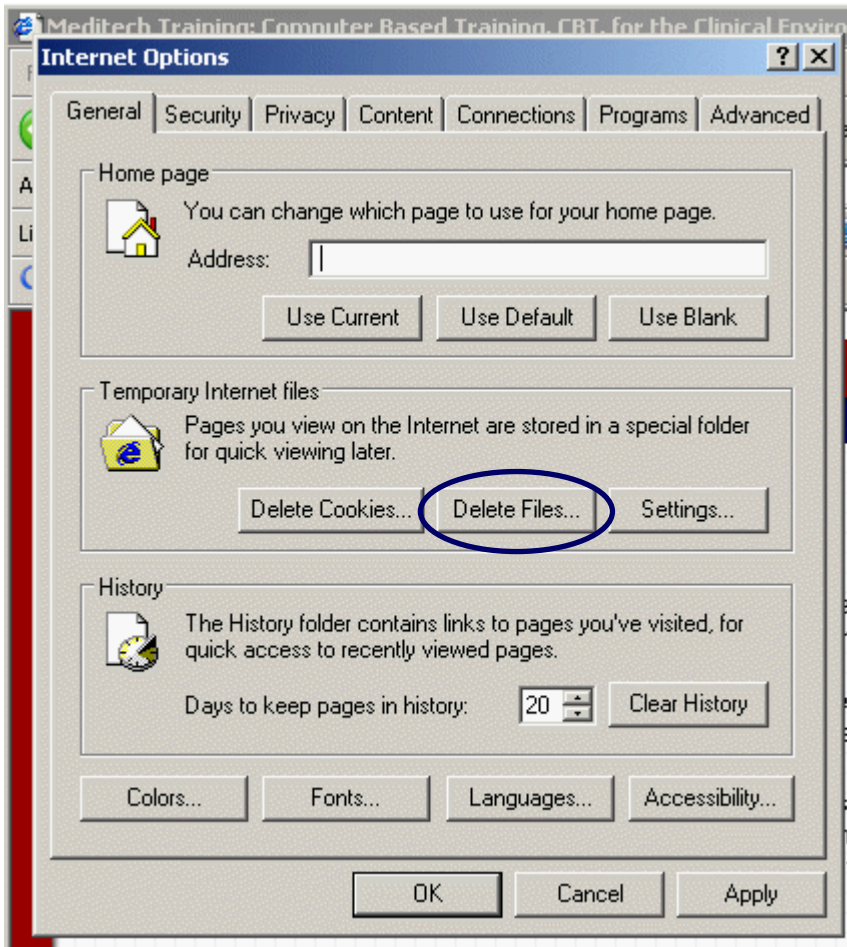 Meditech Training: Computer Based Training, CBT, for the Clinical Enviro
Internet Options
General Security Privacy Content Connections Programs Advanced
Home page
You can change which page to use for your home page.
Address:
Use Current Use Default Use Blank
Temporary Internet files
Pages you view on the Internet are stored in a special folder
for quick viewing later.
Delete Cookies... Delete Files... Settings...
History
The History folder contains links to pages you've visited, for
quick access to recently viewed pages.
Days to keep pages in history: 20 Clear History
Colors... Fonts... Languages... Accessibility...
OK Cancel Apply